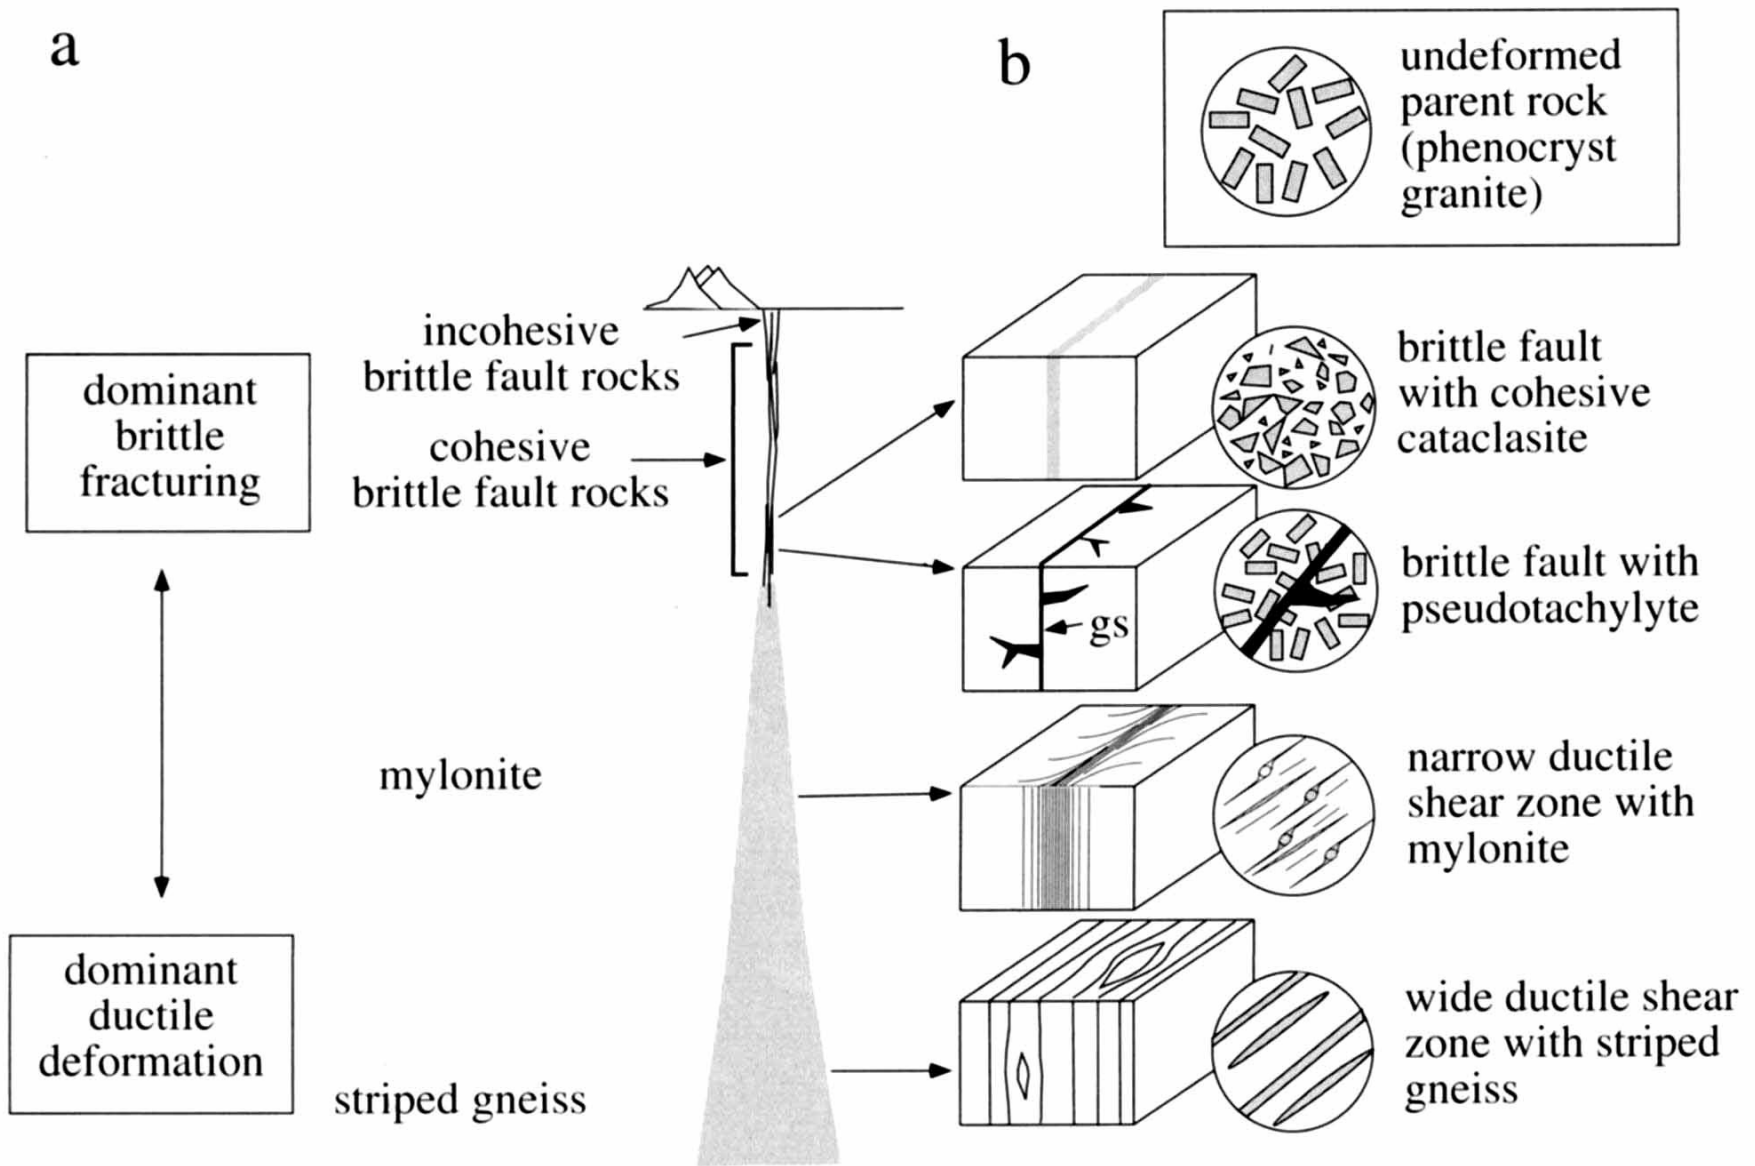 a
incohesive
brittle fault rocks
dominant
brittle
fracturing
cohesive
brittle fault rocks
mylonite
dominant
ductile
deformation
striped gneiss
b
undeformed
parent rock
(phenocryst
granite)
brittle fault
with cohesive
cataclasite
brittle fault with
pseudotachylyte
gs
narrow ductile
shear zone with
mylonite
wide ductile shear
zone with striped
gneiss